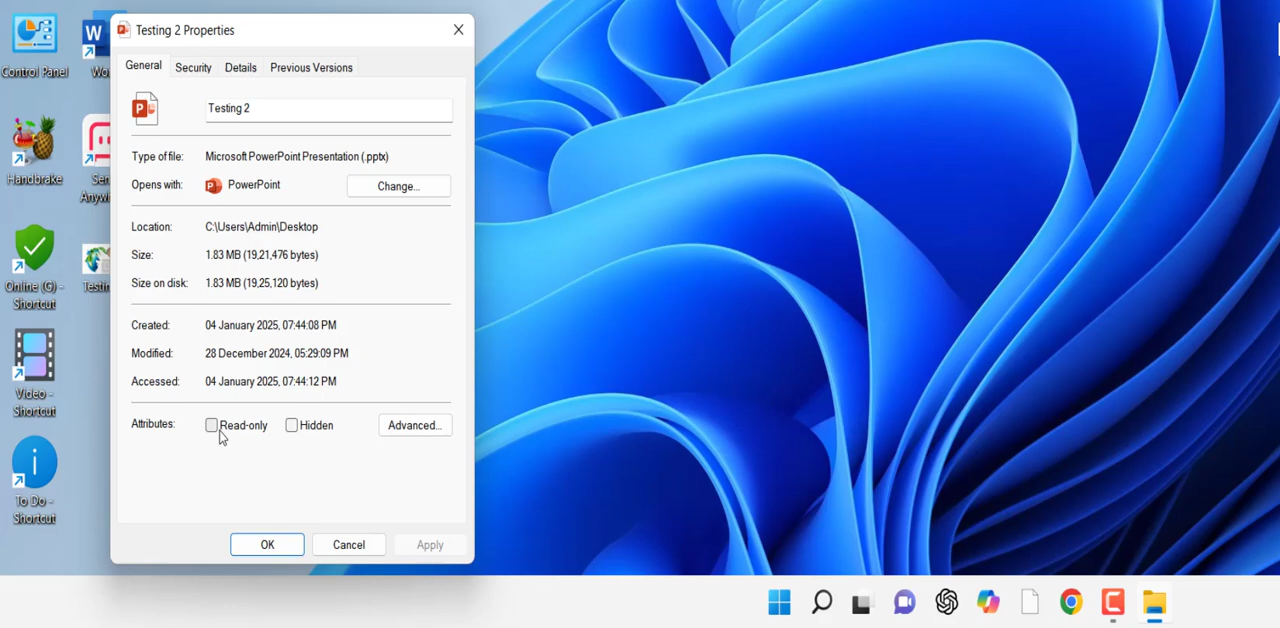 Testing 2 Properties
General Security Details Previous Versions
Testing 2
Type of file: Microsoft PowerPoint Presentation (.pptx)
Opens with: PowerPoint Change...
Location: C:\Users\Admin\Desktop
Size: 1.83 MB (19,21,476 bytes)
Size on disk: 1.83 MB (19,25,120 bytes)
Created: 04 January 2025, 07:44:08 PM
Modified: 28 December 2024, 05:29:09 PM
Accessed: 04 January 2025, 07:44:12 PM
Attributes: Read-only Hidden Advanced...
OK Cancel Apply
Control Panel
Handbrake
Online (G) -
Shortcut
Video -
Shortcut
To Do -
Shortcut
W
Wo
Sen
Anywh
Testin